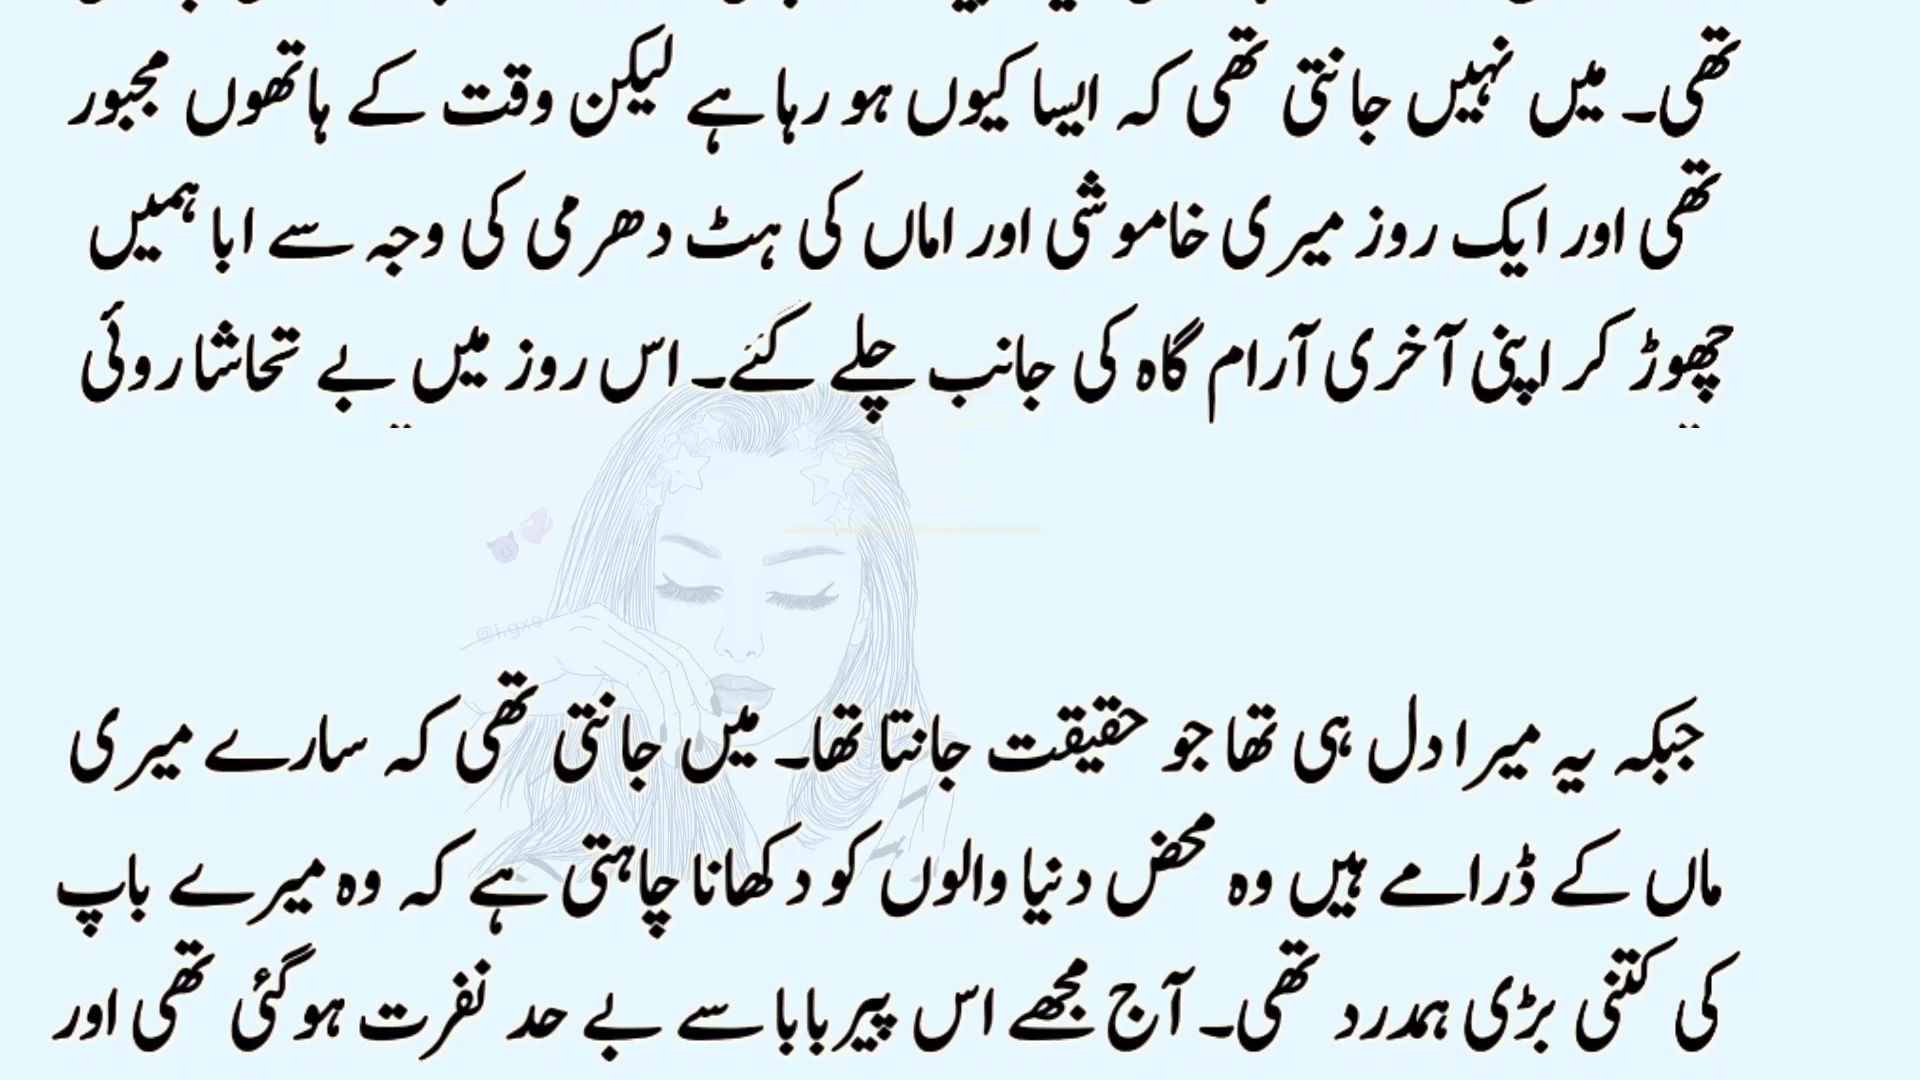 تھی۔ میں نہیں جانتی تھی کہ ایسا کیوں ہو رہا ہے لیکن وقت کے ہاتھوں مجبور
تھی اور ایک روز میری خاموشی اور اماں کی ہٹ دھرمی کی وجہ سے ابا ہمیں
چھوڑ کر اپنی آخری آرام گاہ کی جانب چلے گئے۔ اس روز میں بے تحاشا روئی
@i.gxe
جبکہ یہ میرا دل ہی تھا جو حقیقت جانتا تھا۔ میں جانتی تھی کہ سارے میری
ماں کے ڈرامے ہیں وہ محض دنیا والوں کو دکھانا چاہتی ہے کہ وہ میرے باپ
کی کتنی بڑی ہمدرد تھی۔ آج مجھے اس پیر بابا سے بے حد نفرت ہو گئی تھی اور